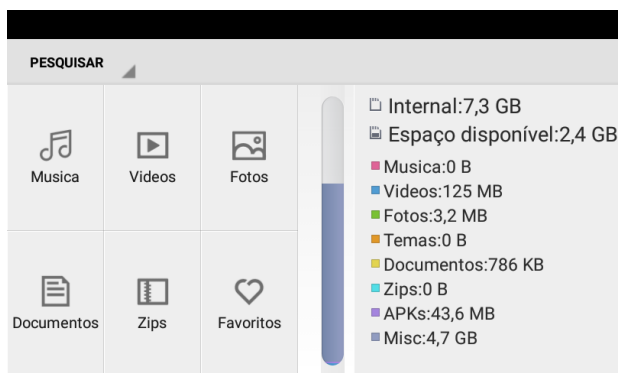 PESQUISAR
Musica
Videos
Fotos
Documentos
Zips
Favoritos
Internal:7,3 GB
Espaço disponível:2,4 GB
Musica:0 B
Videos:125 MB
Fotos:3,2 MB
Temas:0 B
Documentos:786 KB
Zips:0 B
APKs:43,6 MB
Misc:4,7 GB